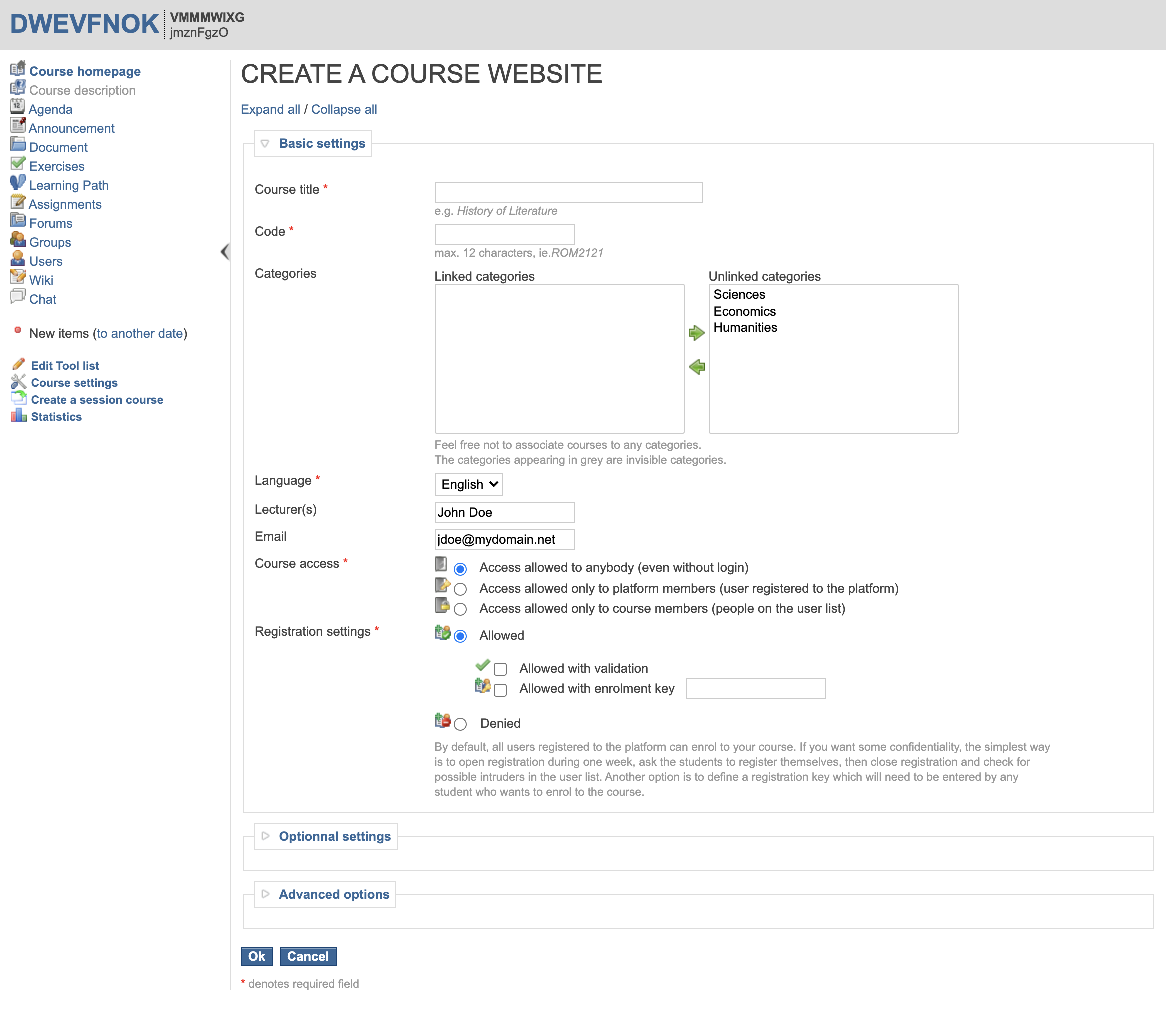 DWEVFNOK
VMMMWIXG
jmznFgzO
Course homepage
Course description
Agenda
Announcement
Document
Exercises
Learning Path
Assignments
Forums
Groups
Users
Wiki
Chat
New items (to another date)
Edit Tool list
Course settings
Create a session course
Statistics
CREATE A COURSE WEBSITE
Expand all / Collapse all
Basic settings
Course title *
e.g. History of Literature
Code *
max. 12 characters, ie.ROM2121
Categories
Linked categories
Unlinked categories
Sciences
Economics
Humanities
Feel free not to associate courses to any categories.
The categories appearing in grey are invisible categories.
Language *
English
Lecturer(s)
John Doe
Email
jdoe@mydomain.net
Course access *
Access allowed to anybody (even without login)
Access allowed only to platform members (user registered to the platform)
Access allowed only to course members (people on the user list)
Registration settings *
Allowed
Allowed with validation
Allowed with enrolment key
Denied
By default, all users registered to the platform can enrol to your course. If you want some confidentiality, the simplest way
is to open registration during one week, ask the students to register themselves, then close registration and check for
possible intruders in the user list. Another option is to define a registration key which will need to be entered by any
student who wants to enrol to the course.
Optionnal settings
Advanced options
Ok
Cancel
* denotes required field